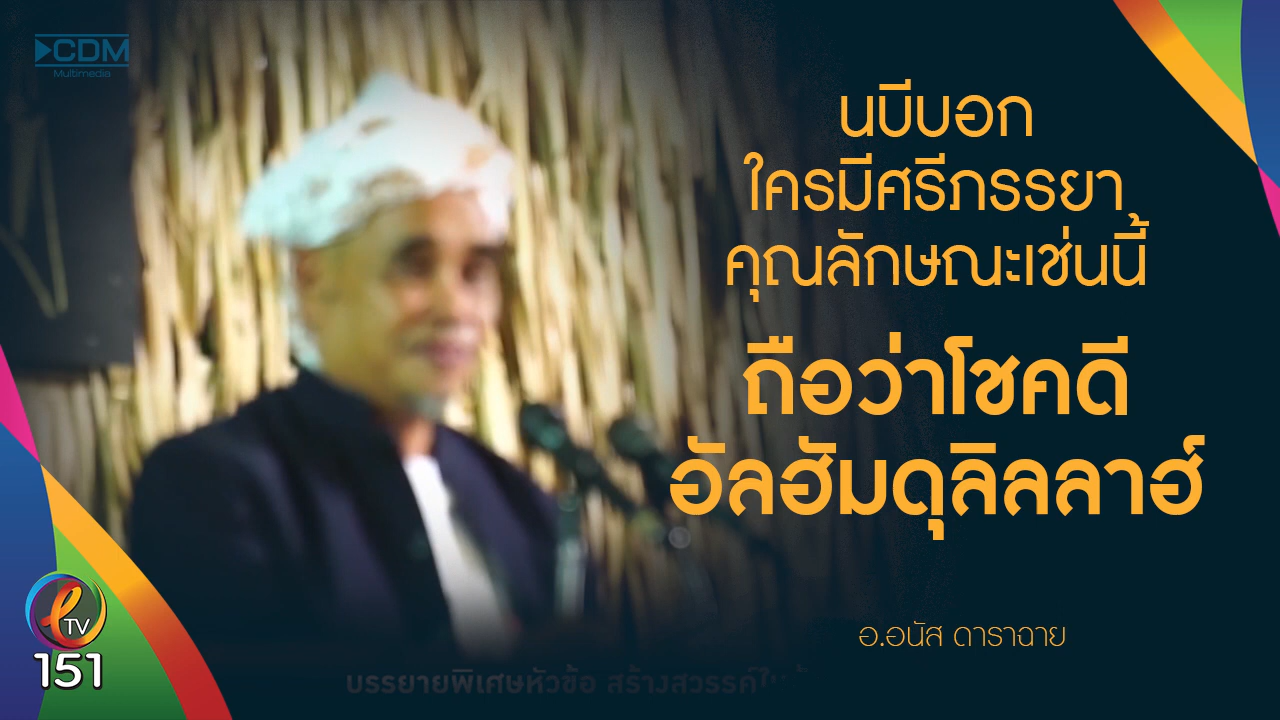 CDM
Multimedia
นบีบอก
ใครมีศรีภรรยา
คุณลักษณะเช่นนี้
ถือว่าโชคดี
อัลฮัมดุลิลลาฮ์
อ.อนัส ดาราฉาย
TV
151
บรรยายพิเศษหัวข้อ สร้างสวรรค์ใน